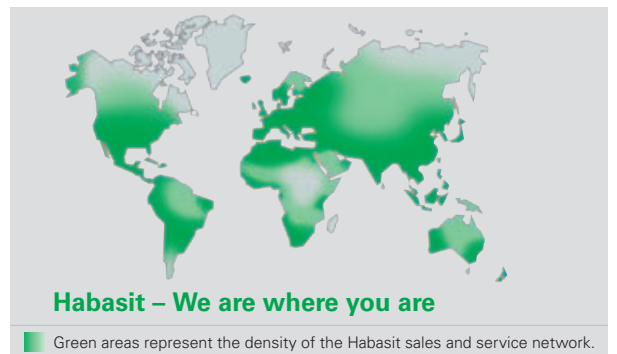 Habasit – We are where you are
Green areas represent the density of the Habasit sales and service network.